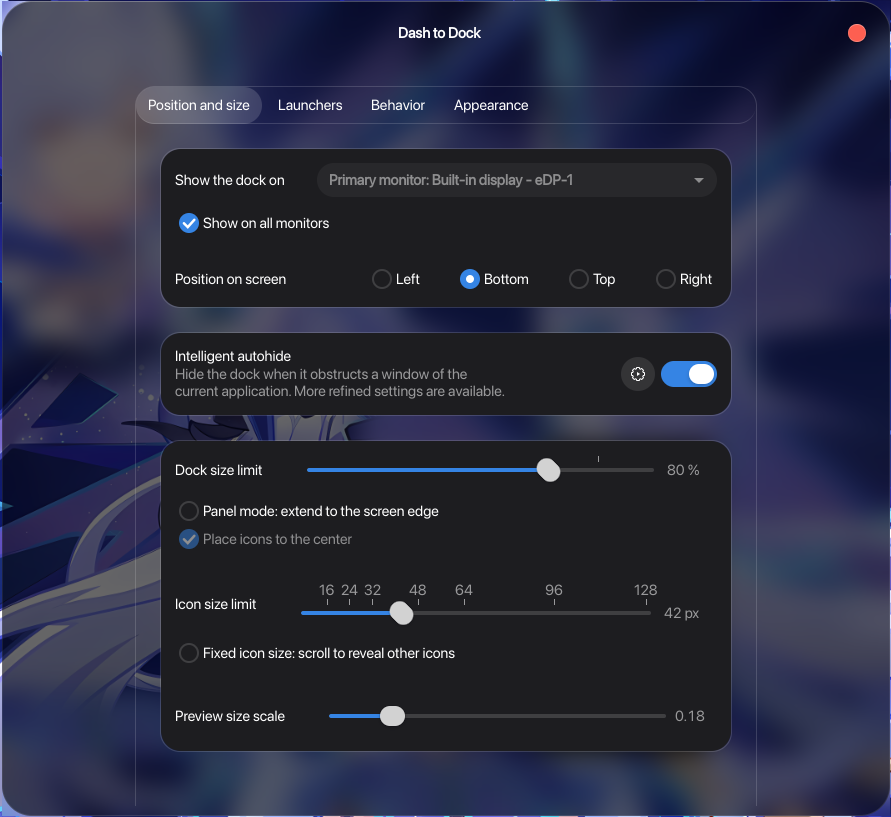 Dash to Dock
Position and size Launchers Behavior Appearance
Show the dock on Primary monitor: Built-in display - eDP-1
Show on all monitors
Position on screen Left Bottom Top Right
Intelligent autohide
Hide the dock when it obstructs a window of the
current application. More refined settings are available.
Dock size limit 80 %
Panel mode: extend to the screen edge
Place icons to the center
16 24 32 48 64 96 128
Icon size limit 42 px
Fixed icon size: scroll to reveal other icons
Preview size scale 0.18